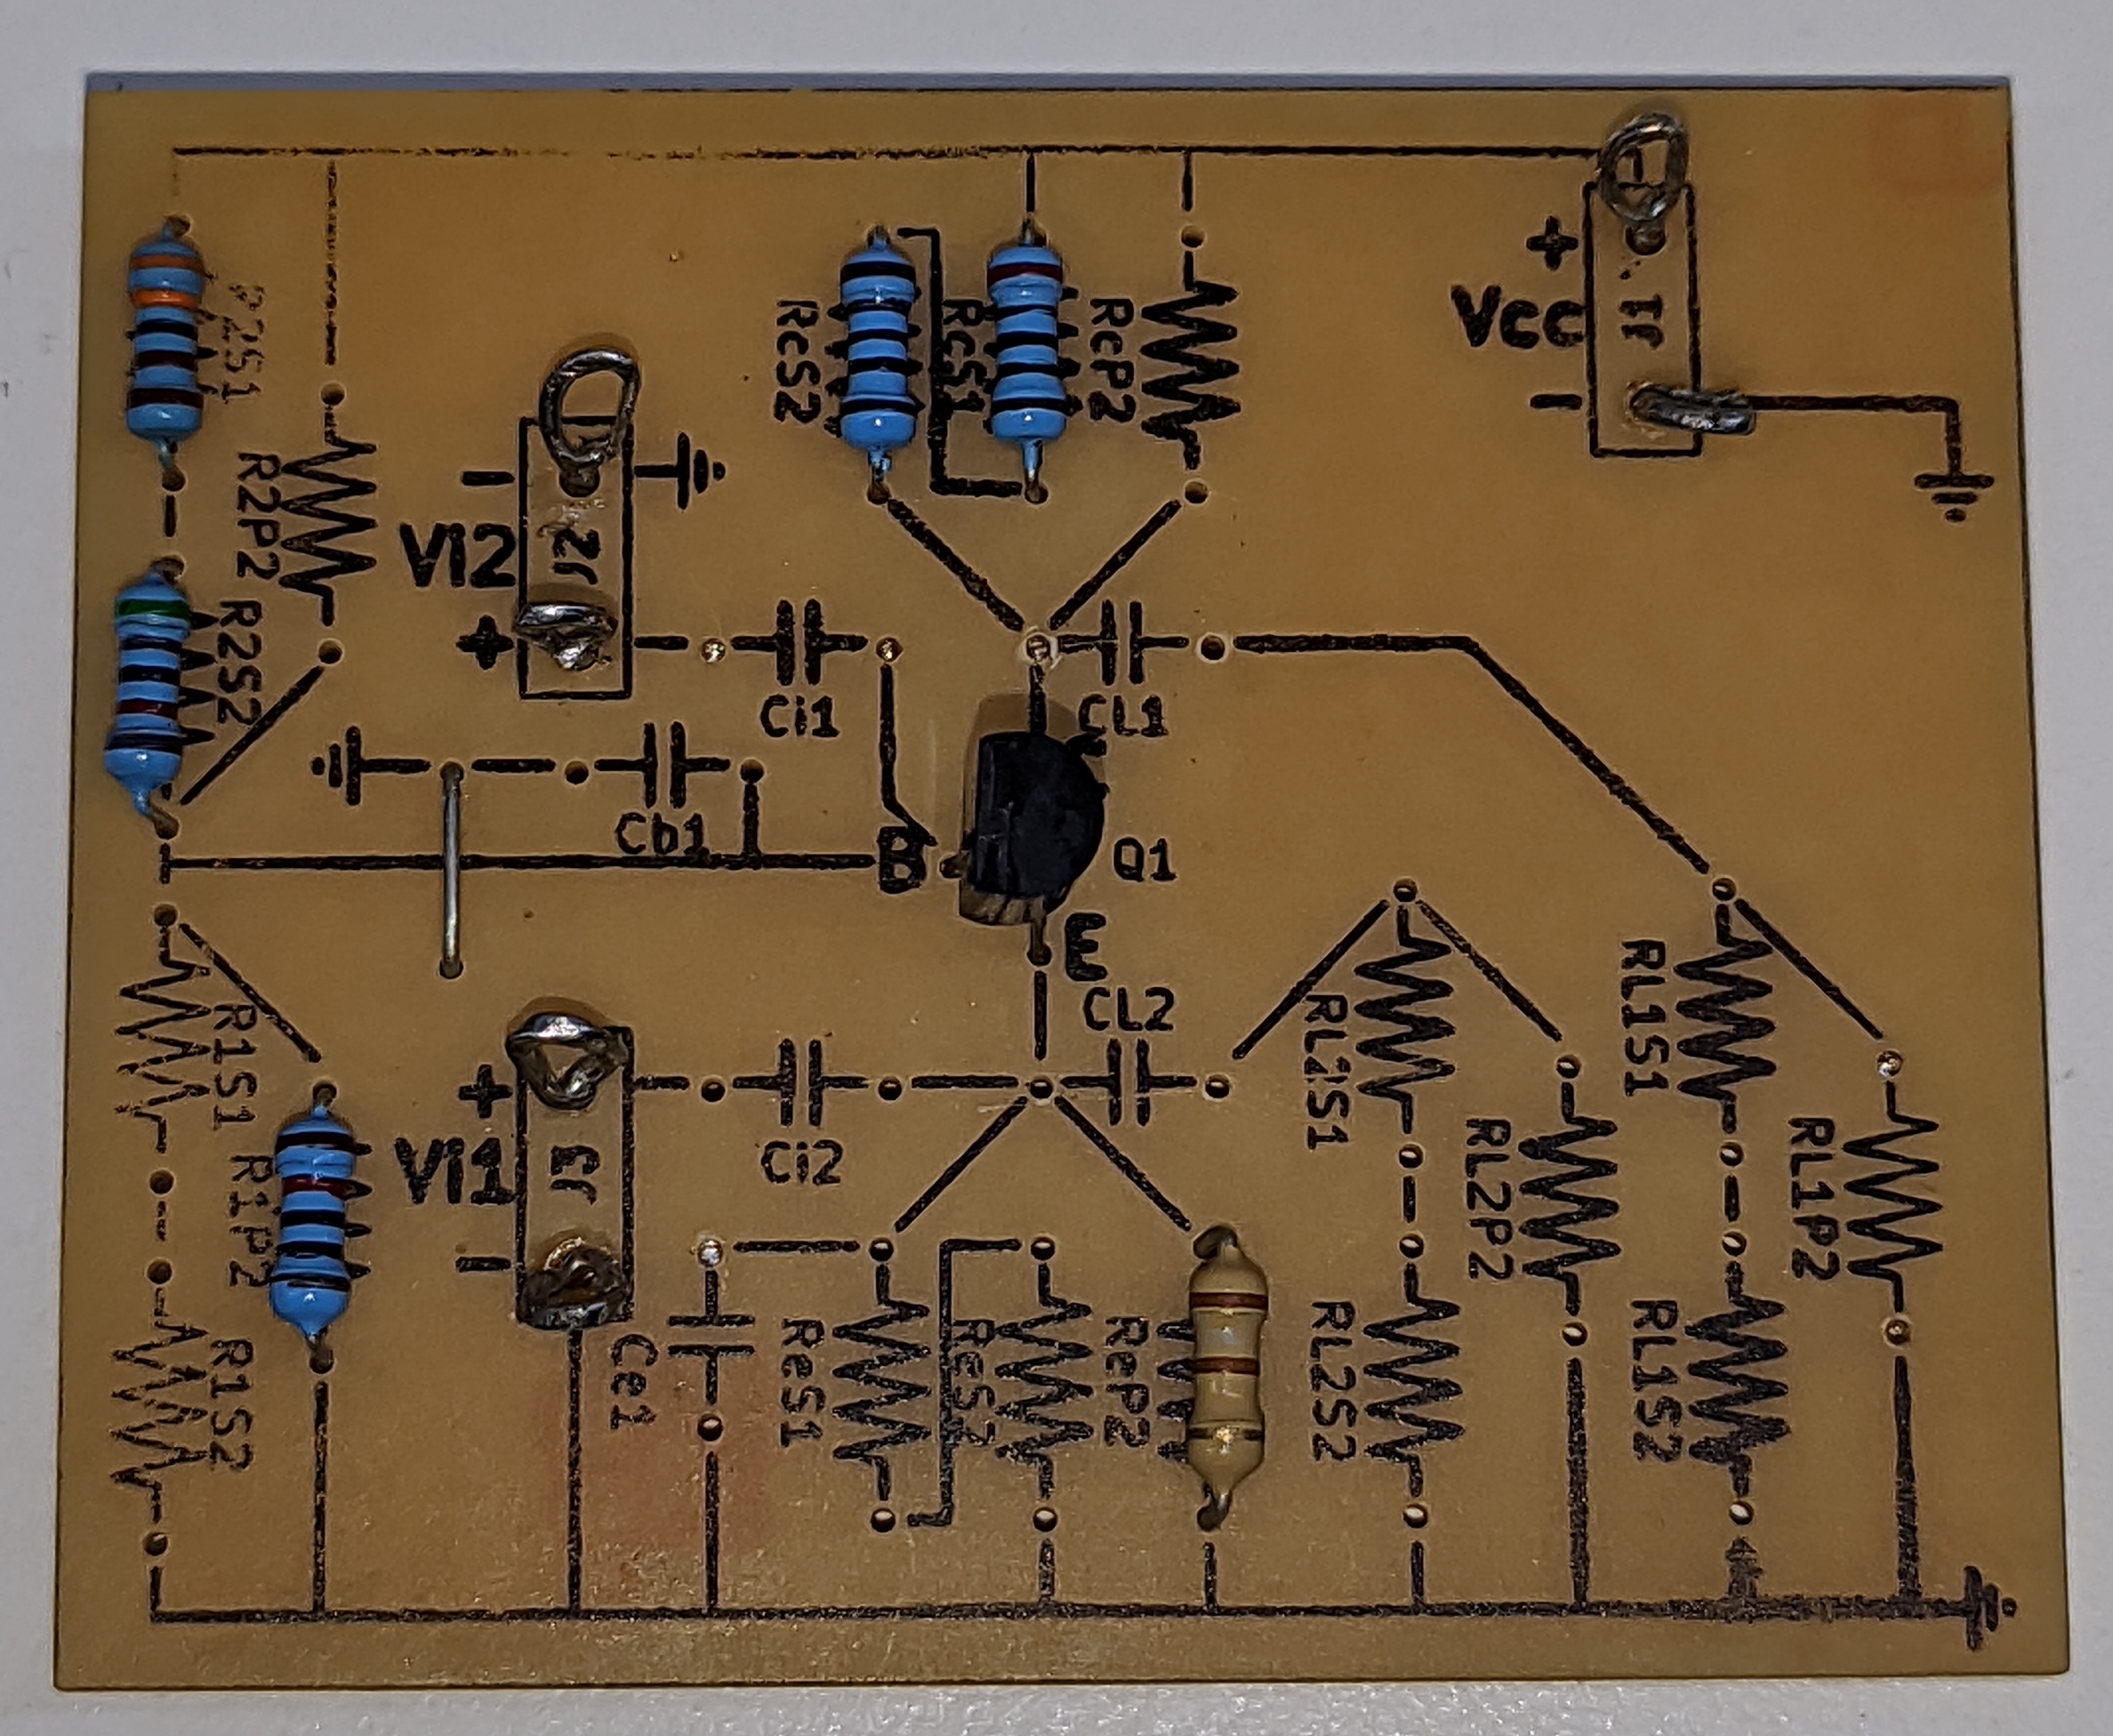 +
Vcc
J1
-
R2S1
RcS2
RcS1
RcP2
R2P2
-
Vi2
J2
+
R2S2
Ci1
CL1
Cb1
B
Q1
E
CL2
R1S1
+
Vi1
J3
-
Ci2
R1P2
RL2S1
RL1S1
RL2P2
RL1P2
Ce1
ReS1
ReS2
ReP2
R1S2
RL2S2
RL1S2